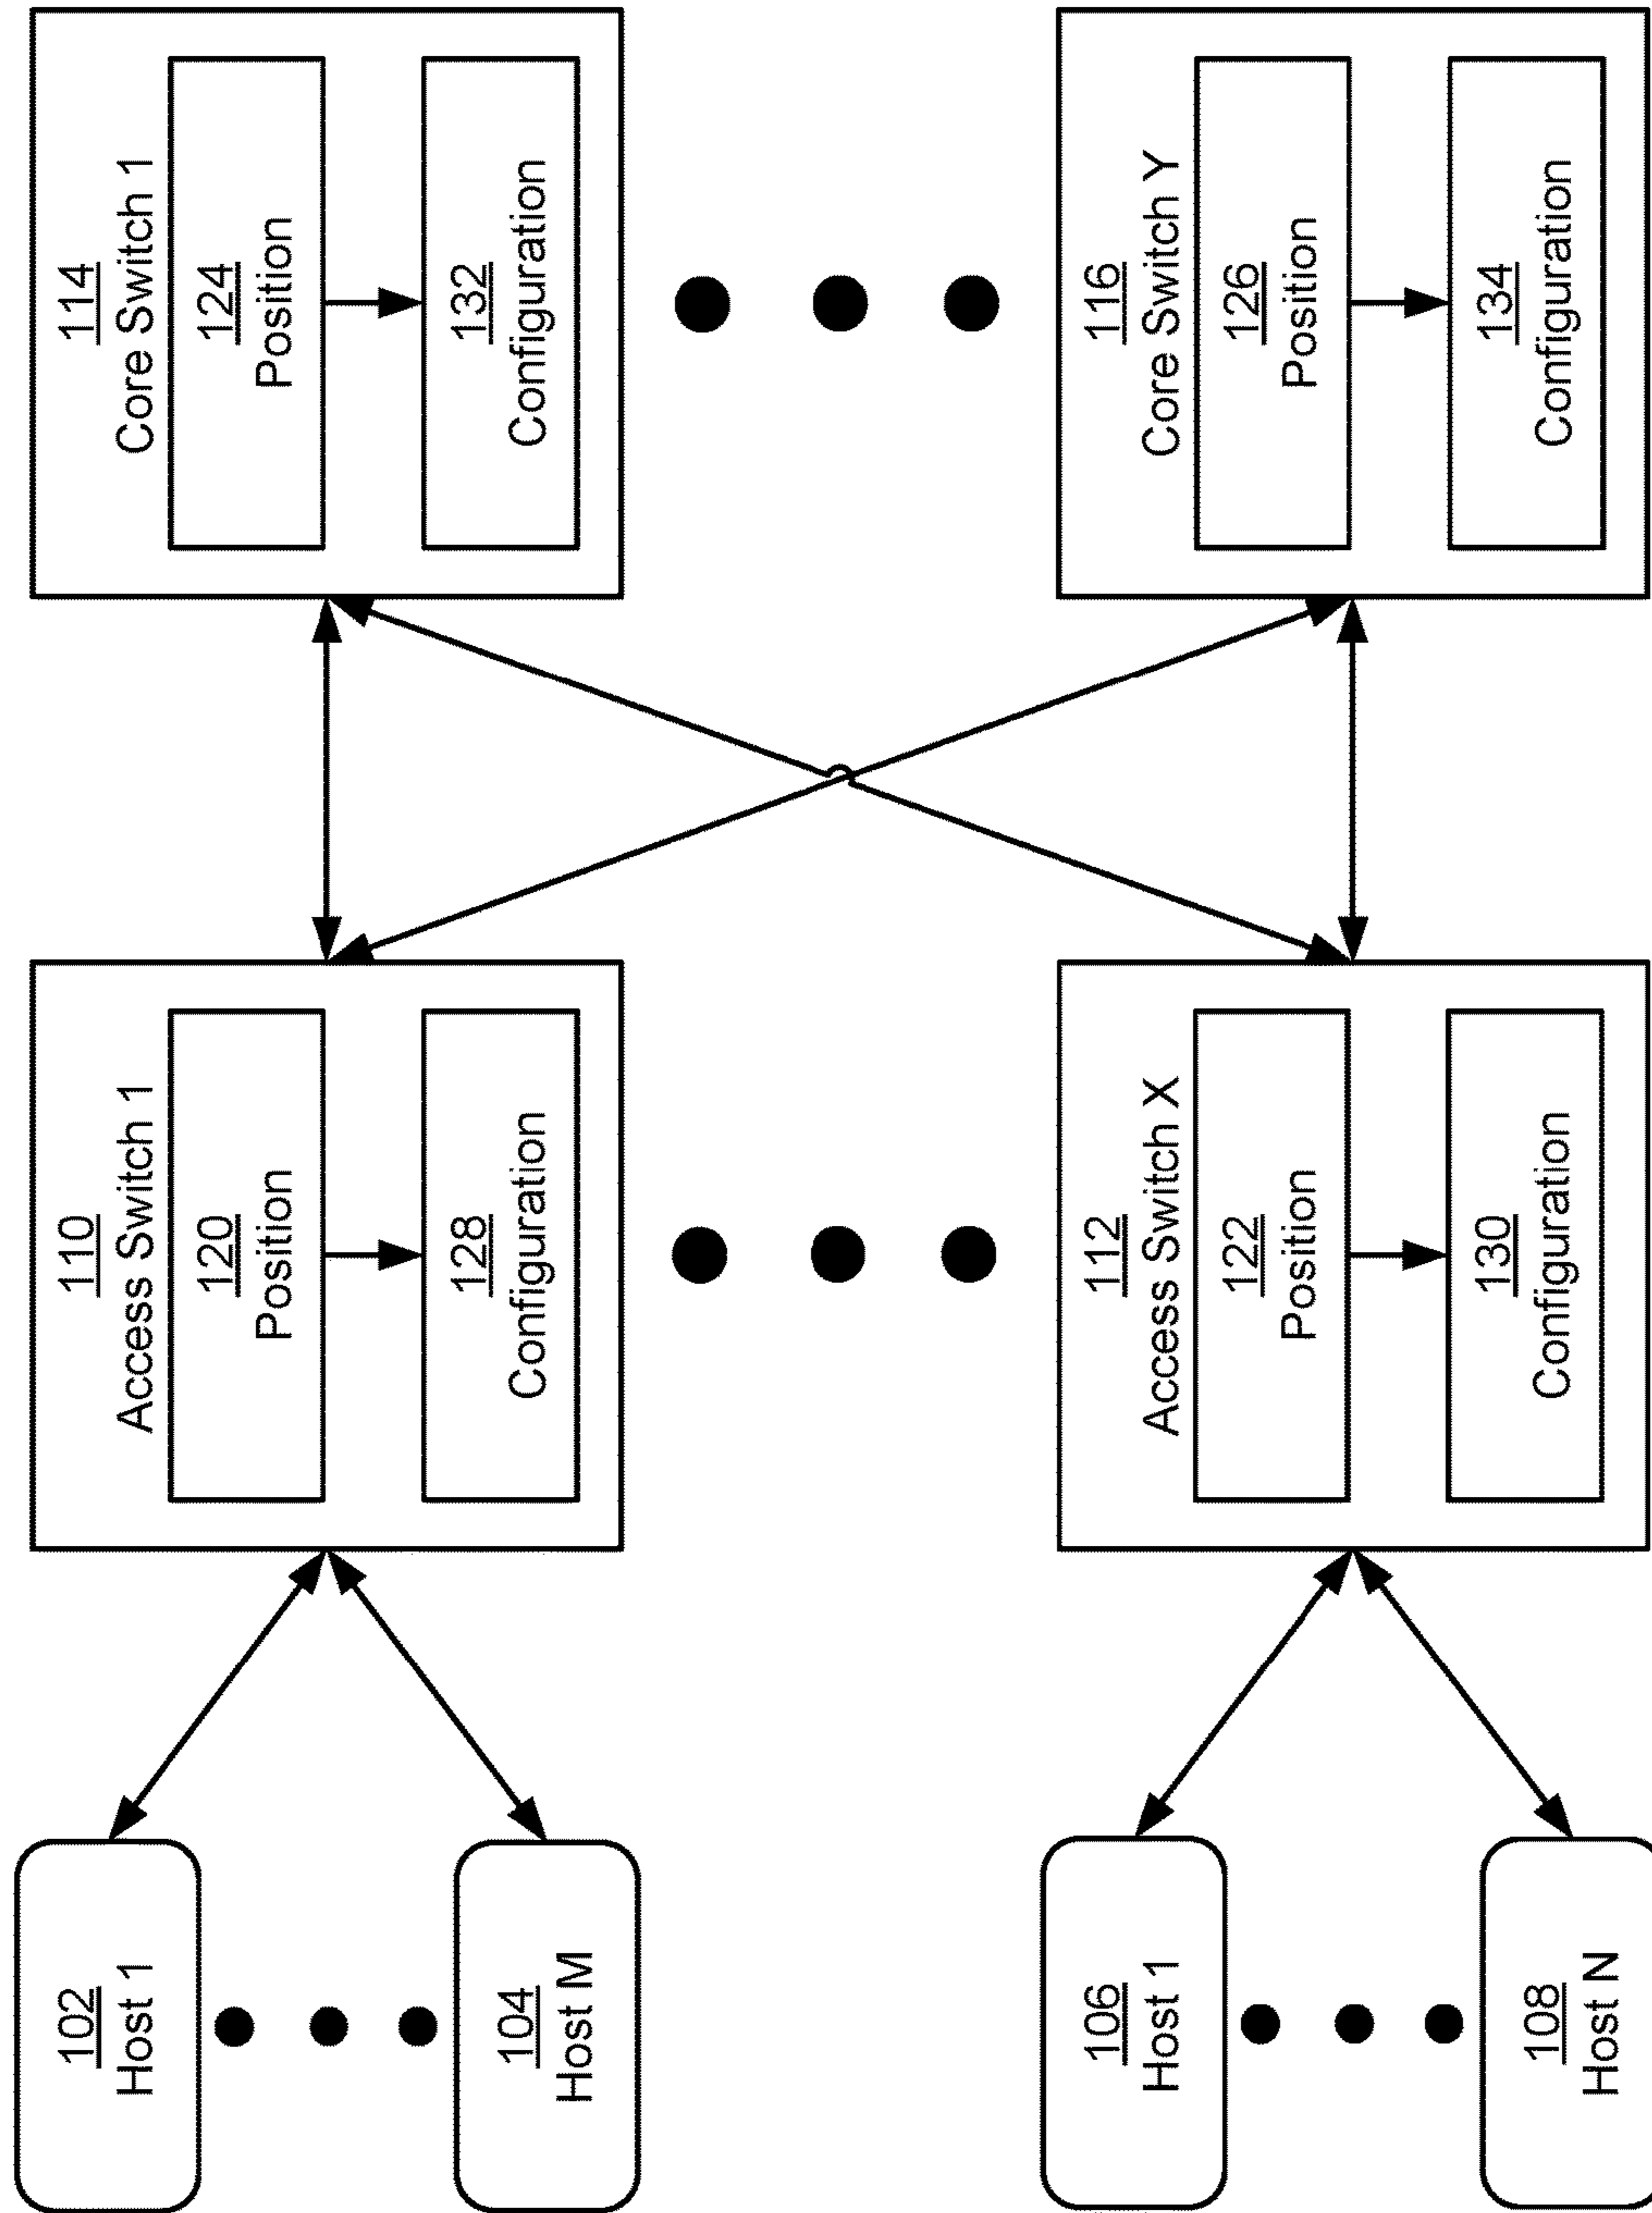 102
Host 1
104
Host M
106
Host 1
108
Host N
110
Access Switch 1
120
Position
128
Configuration
112
Access Switch X
122
Position
130
Configuration
114
Core Switch 1
124
Position
132
Configuration
116
Core Switch Y
126
Position
134
Configuration